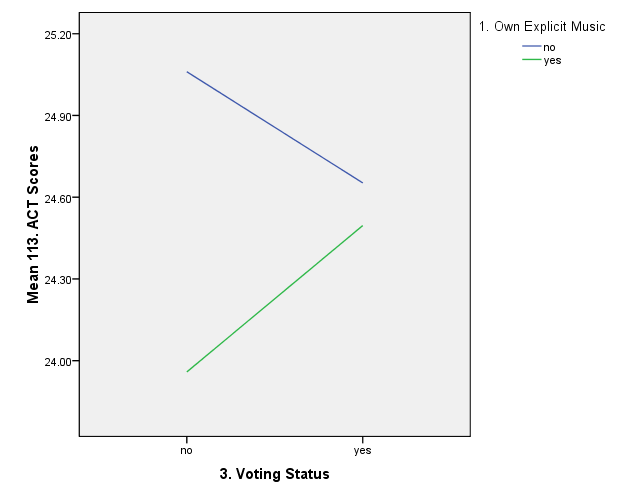 1. Own Explicit Music
no
yes
Mean 113. ACT Scores
25.20
24.90
24.60
24.30
24.00
no yes
3. Voting Status